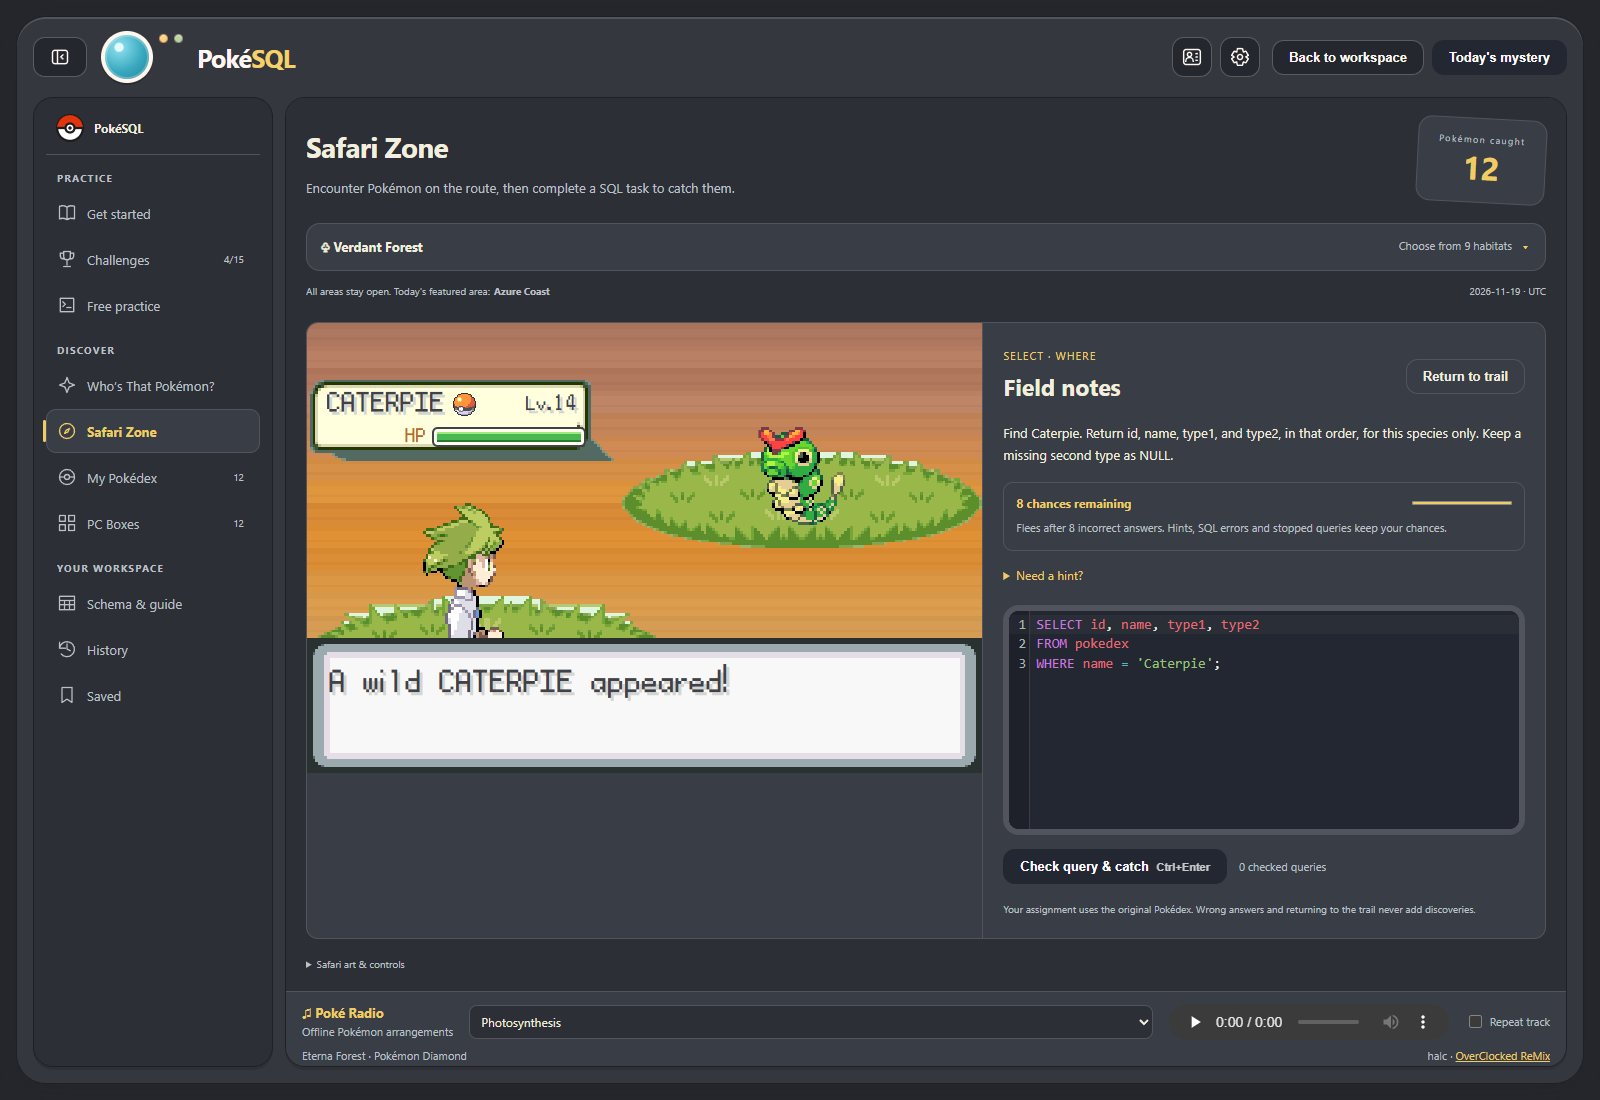 PokéSQL
Back to workspace
Today's mystery
PokéSQL
PRACTICE
Get started
Challenges 4/15
Free practice
DISCOVER
Who's That Pokémon?
Safari Zone
My Pokédex 12
PC Boxes 12
YOUR WORKSPACE
Schema & guide
History
Saved
Safari Zone
Encounter Pokémon on the route, then complete a SQL task to catch them.
Pokémon caught
12
Verdant Forest
Choose from 9 habitats
All areas stay open. Today's featured area: Azure Coast
2026-11-19 · UTC
CATERPIE Lv.14
HP
A wild CATERPIE appeared!
SELECT · WHERE
Field notes
Return to trail
Find Caterpie. Return id, name, type1, and type2, in that order, for this species only. Keep a
missing second type as NULL.
8 chances remaining
Flees after 8 incorrect answers. Hints, SQL errors and stopped queries keep your chances.
Need a hint?
1 SELECT id, name, type1, type2
2 FROM pokedex
3 WHERE name = 'Caterpie';
Check query & catch Ctrl+Enter
0 checked queries
Your assignment uses the original Pokédex. Wrong answers and returning to the trail never add discoveries.
Safari art & controls
♫ Poké Radio
Offline Pokémon arrangements
Photosynthesis
0:00 / 0:00
Repeat track
Eterna Forest · Pokémon Diamond
halc · OverClocked ReMix